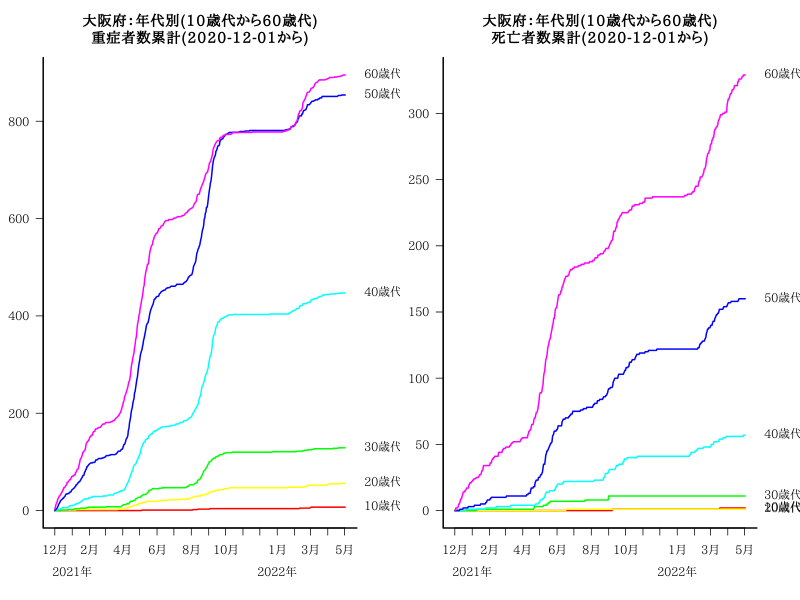 大阪府：年代別(10歳代から60歳代)
重症者数累計(2020-12-01から)
800
600
400
200
0
60歳代
50歳代
40歳代
30歳代
20歳代
10歳代
12月 2月 4月 6月 8月 10月 1月 3月 5月
2021年 2022年
大阪府：年代別(10歳代から60歳代)
死亡者数累計(2020-12-01から)
300
250
200
150
100
50
0
60歳代
50歳代
40歳代
30歳代
20歳代
10歳代
12月 2月 4月 6月 8月 10月 1月 3月 5月
2021年 2022年